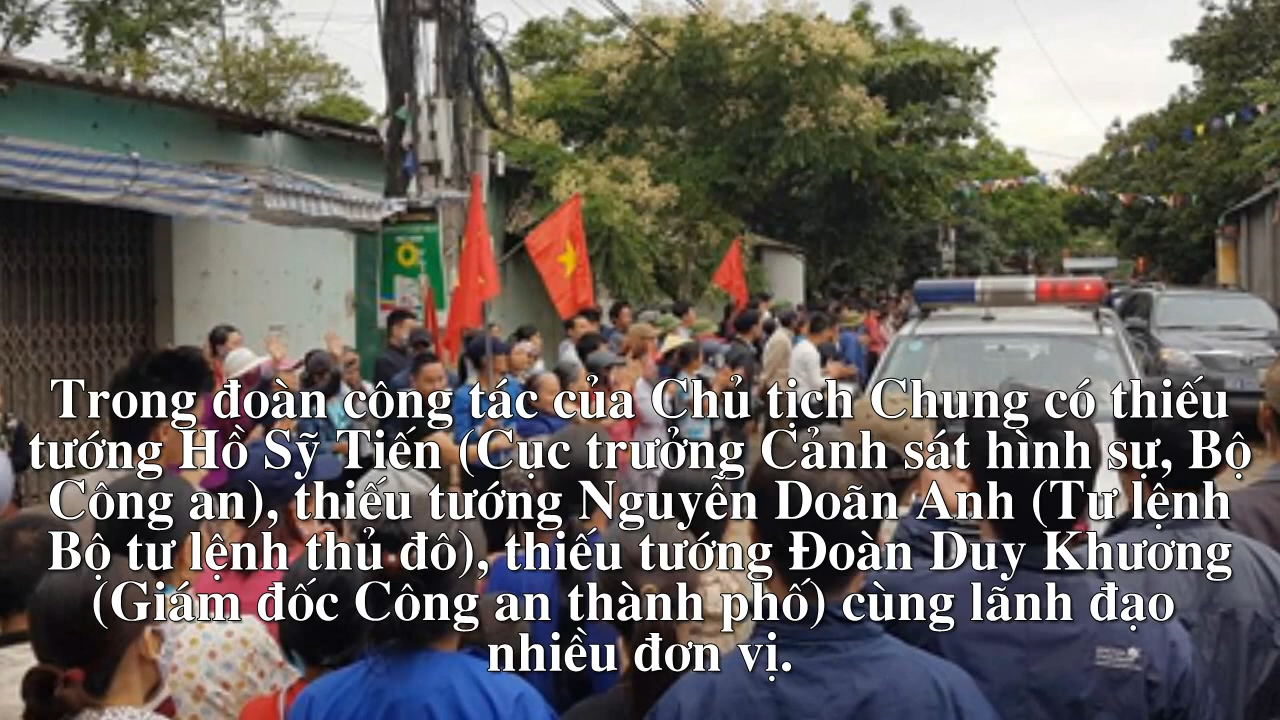 Trong đoàn công tác của Chủ tịch Chung có thiếu
tướng Hồ Sỹ Tiến (Cục trưởng Cảnh sát hình sự, Bộ
Công an), thiếu tướng Nguyễn Doãn Anh (Tư lệnh
Bộ tư lệnh thủ đô), thiếu tướng Đoàn Duy Khương
(Giám đốc Công an thành phố) cùng lãnh đạo
nhiều đơn vị.